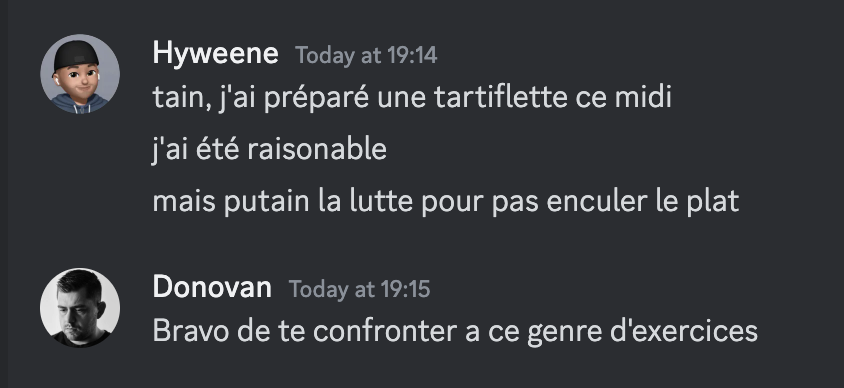 Hyweene Today at 19:14
tain, j'ai préparé une tartiflette ce midi
j'ai été raisonable
mais putain la lutte pour pas enculer le plat
Donovan Today at 19:15
Bravo de te confronter a ce genre d'exercices